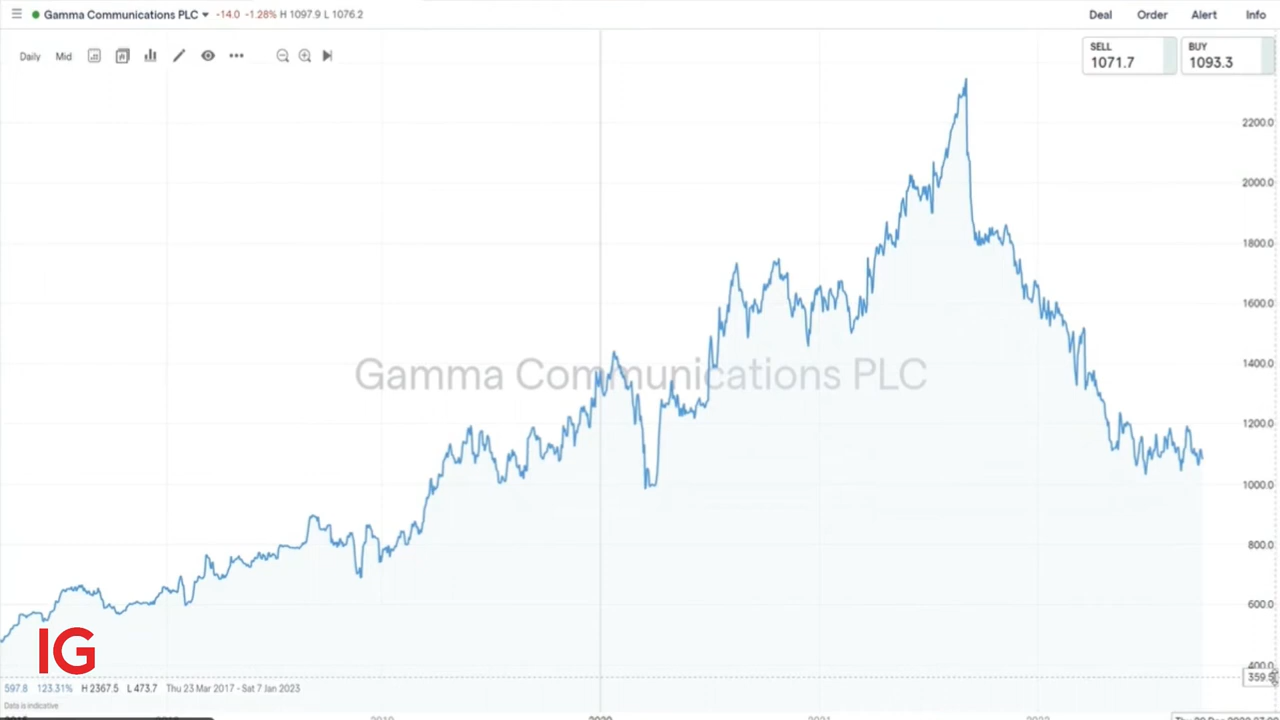 Gamma Communications PLC -14.0 -1.28% H 1097.9 L 1076.2
Deal Order Alert Info
Daily Mid
SELL
1071.7
BUY
1093.3
2200.0
2000.0
1800.0
1600.0
1400.0
1200.0
1000.0
800.0
600.0
400.0
Gamma Communications PLC
IG
597.8 123.31% H 2367.5 L 473.7 Thu 23 Mar 2017 - Sat 7 Jan 2023
Data is indicative
2019 2020 2021 2022